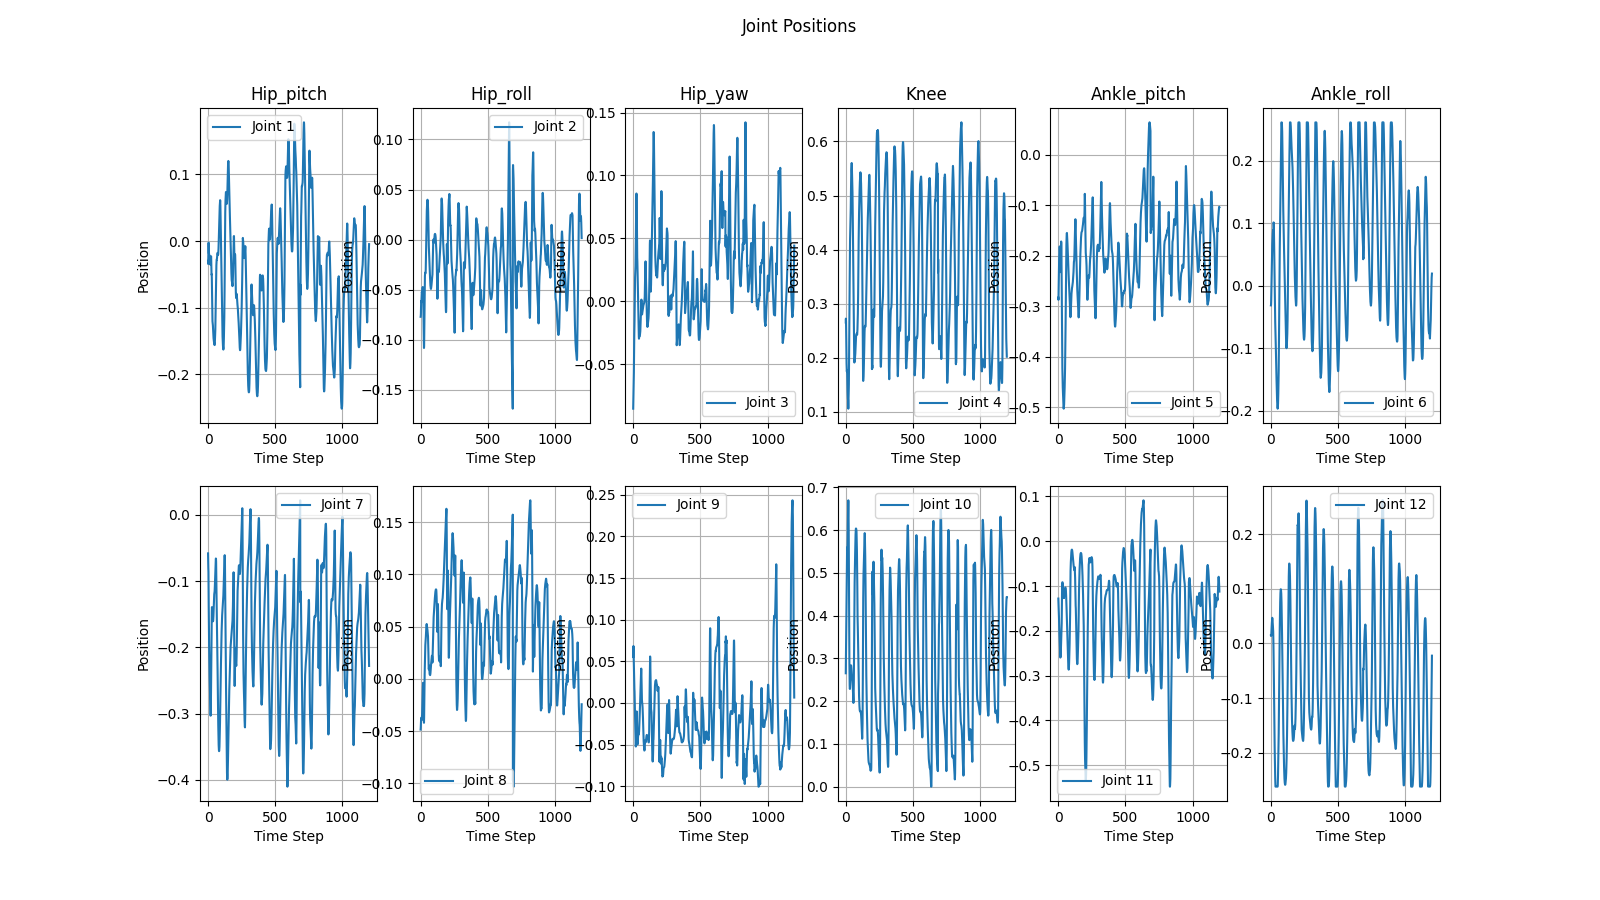 Joint Positions
Hip_pitch Hip_roll Hip_yaw Knee Ankle_pitch Ankle_roll
Joint 1
0.1
0.0
−0.1
−0.2
Position
0 500 1000
Time Step
Joint 2
0.10
0.05
0.00
−0.05
−0.10
−0.15
Position
0 500 1000
Time Step
Joint 3
0.15
0.10
0.05
0.00
−0.05
Position
0 500 1000
Time Step
Joint 4
0.6
0.5
0.4
0.3
0.2
0.1
Position
0 500 1000
Time Step
Joint 5
0.0
−0.1
−0.2
−0.3
−0.4
−0.5
Position
0 500 1000
Time Step
Joint 6
0.2
0.1
0.0
−0.1
−0.2
Position
0 500 1000
Time Step
Joint 7
0.0
−0.1
−0.2
−0.3
−0.4
Position
0 500 1000
Time Step
Joint 8
0.15
0.10
0.05
0.00
−0.05
−0.10
Position
0 500 1000
Time Step
Joint 9
0.25
0.20
0.15
0.10
0.05
0.00
−0.05
−0.10
Position
0 500 1000
Time Step
Joint 10
0.7
0.6
0.5
0.4
0.3
0.2
0.1
0.0
Position
0 500 1000
Time Step
Joint 11
0.1
0.0
−0.1
−0.2
−0.3
−0.4
−0.5
Position
0 500 1000
Time Step
Joint 12
0.2
0.1
0.0
−0.1
−0.2
Position
0 500 1000
Time Step